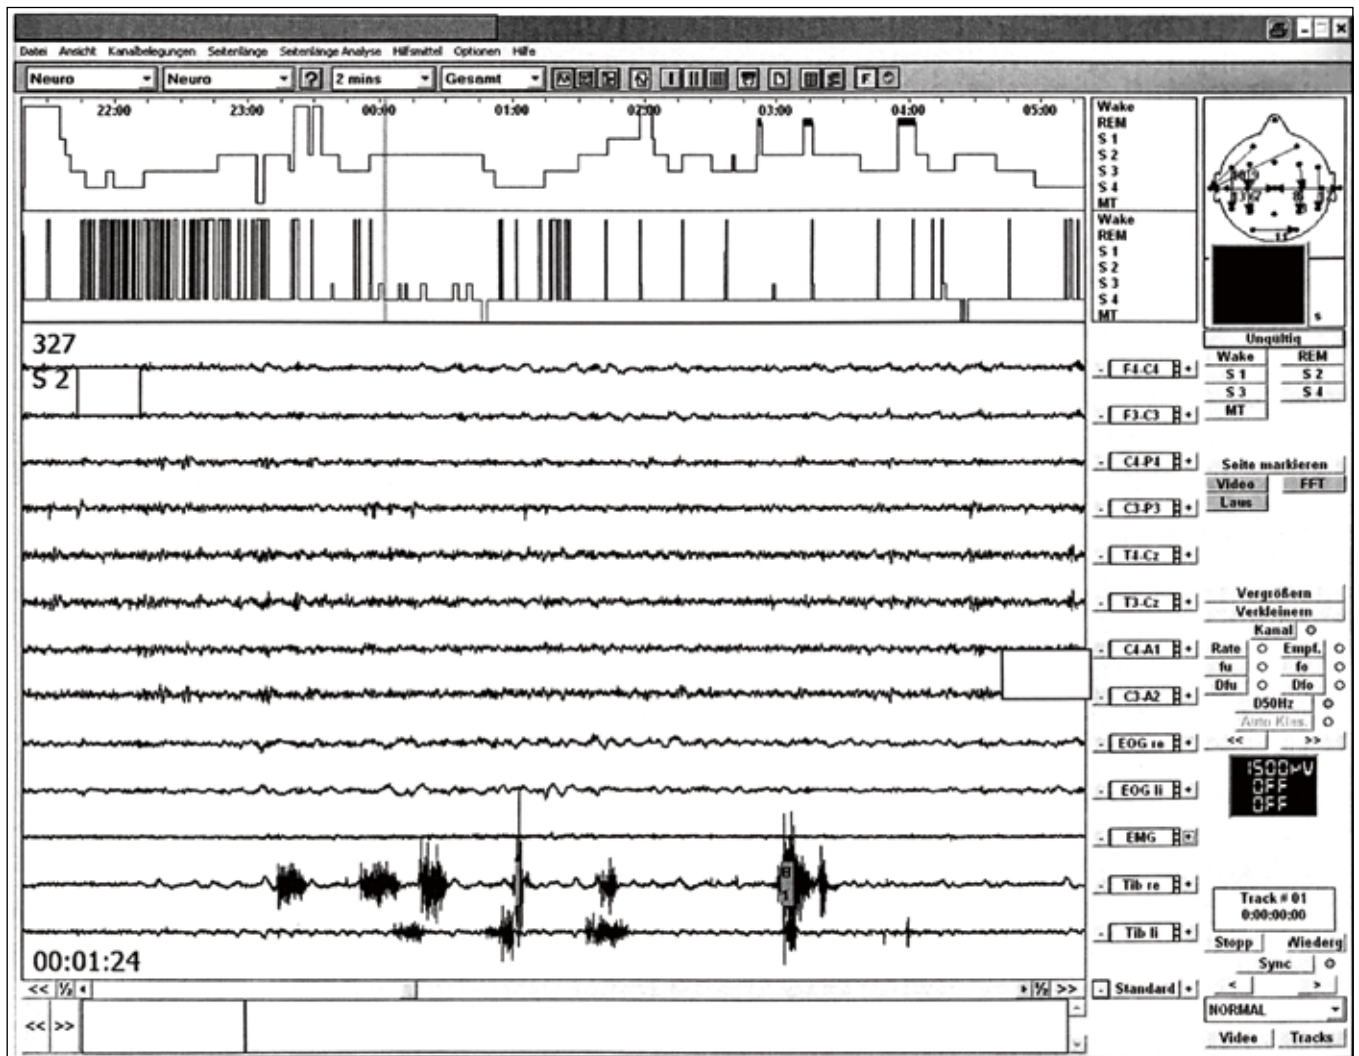 Datei Ansicht Kanalbelegungen Seitenlänge Seitenlänge Analyse Hilfsmittel Optionen Hilfe
Neuro Neuro ? 2 mins Gesamt F
22:00 23:00 00:00 01:00 02:00 03:00 04:00 05:00
Wake
REM
S 1
S 2
S 3
S 4
MT
Wake
REM
S 1
S 2
S 3
S 4
MT
s
327
S 2
Ungültig
Wake REM
S 1 S 2
S 3 S 4
MT
F4-C4
F3-C3
C4-P4
C3-P3
T4-Cz
T3-Cz
C4-A1
C3-A2
EOG re
EOG li
EMG
Tib re
Tib li
Seite markieren
Video FFT
Laus
Vergrößern
Verkleinern
Kanal
Rate Empf.
fu fo
Dfu Dfo
D50Hz
Auto Klas.
<< >>
1500µV
OFF
OFF
Track # 01
0:00:00:00
Stopp Wiederg
Sync
< >
00:01:24
<< ½ ½ >>
- Standard +
<< >>
NORMAL
Video Tracks